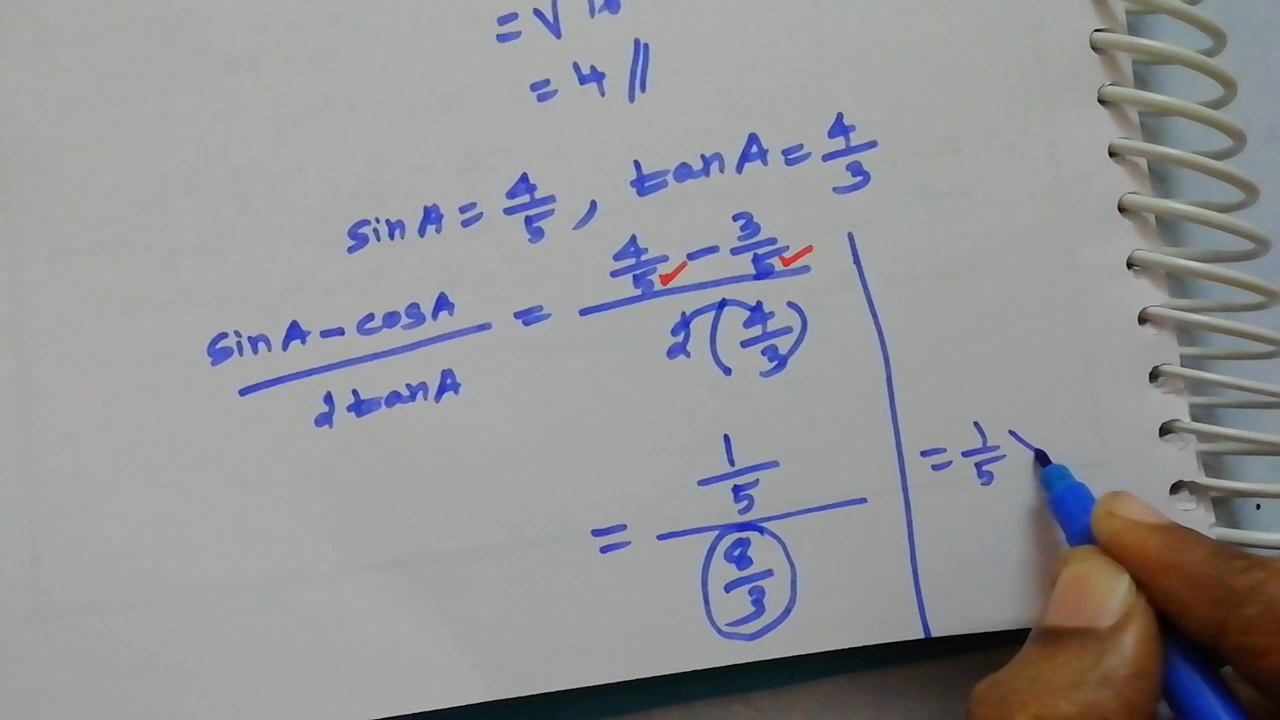 = √16
= 4 //
sin A = 4/5 , tan A = 4/3
sin A - cos A / 2 tan A = 4/5 - 3/5 / 2(4/3)
= 1/5 / 8/3
= 1/5